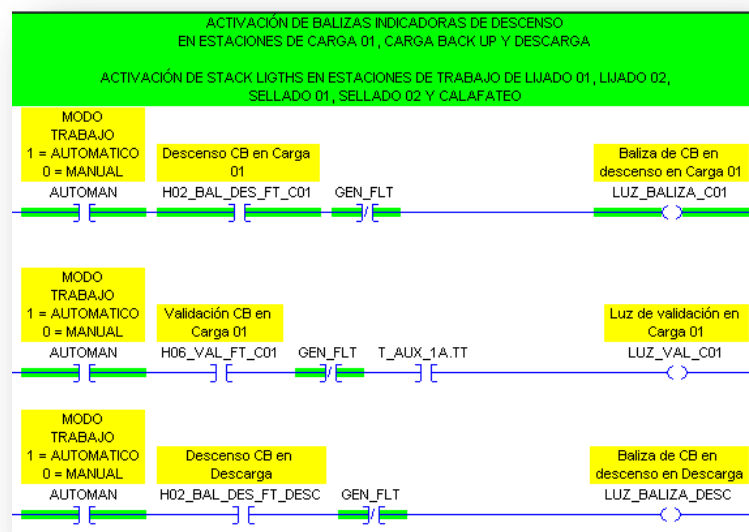 ACTIVACIÓN DE BALIZAS INDICADORAS DE DESCENSO
EN ESTACIONES DE CARGA 01, CARGA BACK UP Y DESCARGA
ACTIVACIÓN DE STACK LIGTHS EN ESTACIONES DE TRABAJO DE LIJADO 01, LIJADO 02,
SELLADO 01, SELLADO 02 Y CALAFATEO
MODO
TRABAJO
1 = AUTOMATICO
0 = MANUAL
AUTOMAN
Descenso CB en Carga
01
H02_BAL_DES_FT_C01
GEN_FLT
Baliza de CB en
descenso en Carga 01
LUZ_BALIZA_C01
MODO
TRABAJO
1 = AUTOMATICO
0 = MANUAL
AUTOMAN
Validación CB en
Carga 01
H06_VAL_FT_C01
GEN_FLT
T_AUX_1A.TT
Luz de validación en
Carga 01
LUZ_VAL_C01
MODO
TRABAJO
1 = AUTOMATICO
0 = MANUAL
AUTOMAN
Descenso CB en
Descarga
H02_BAL_DES_FT_DESC
GEN_FLT
Baliza de CB en
descenso en Descarga
LUZ_BALIZA_DESC